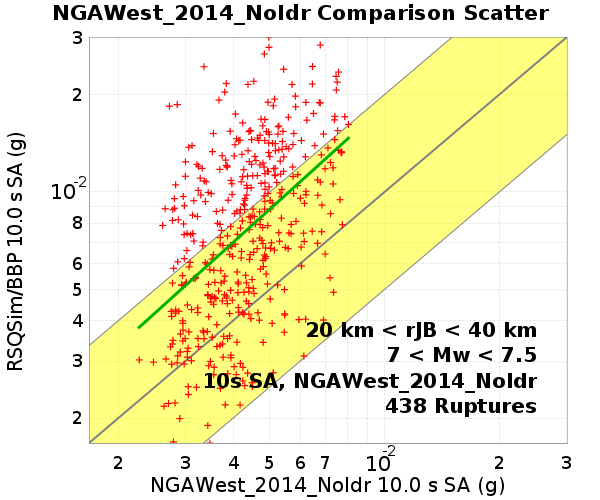 NGAWest_2014_NoIdr Comparison Scatter
RSQSim/BBP 10.0 s SA (g)
3
2
10-2
8
6
5
4
3
2
20 km < rJB < 40 km
7 < Mw < 7.5
10s SA, NGAWest_2014_NoIdr
438 Ruptures
2 3 4 5 6 7 10-2 2 3
NGAWest_2014_NoIdr 10.0 s SA (g)